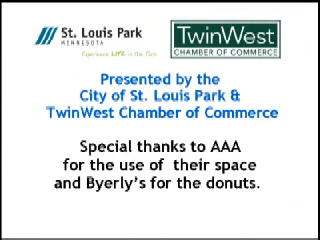 St. Louis Park
MINNESOTA
Experience LIFE in the Park
TwinWest
CHAMBER OF COMMERCE
Presented by the
City of St. Louis Park &
TwinWest Chamber of Commerce
Special thanks to AAA
for the use of their space
and Byerly's for the donuts.